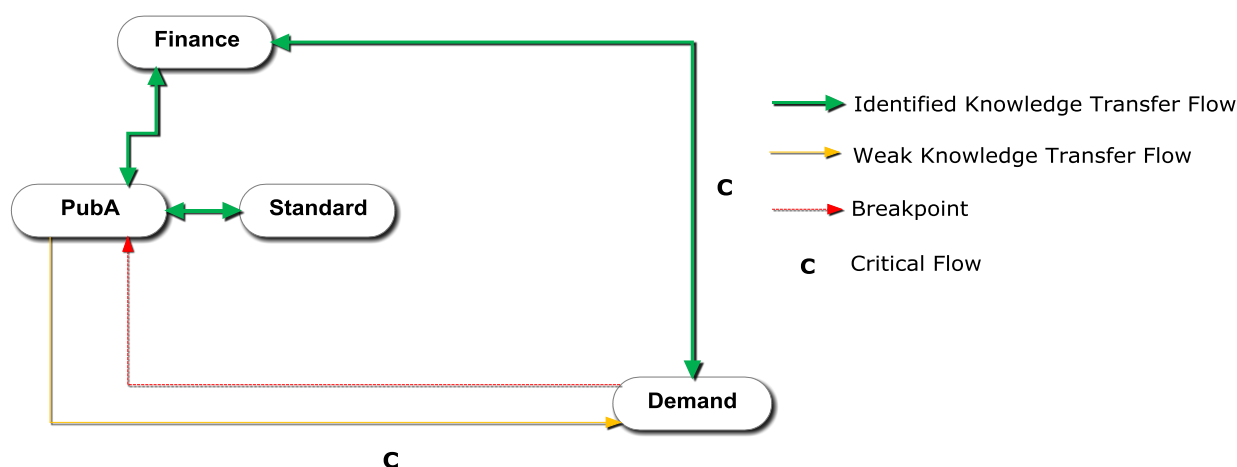 Finance
Identified Knowledge Transfer Flow
Weak Knowledge Transfer Flow
C
PubA
Standard
Breakpoint
C
Critical Flow
Demand
C